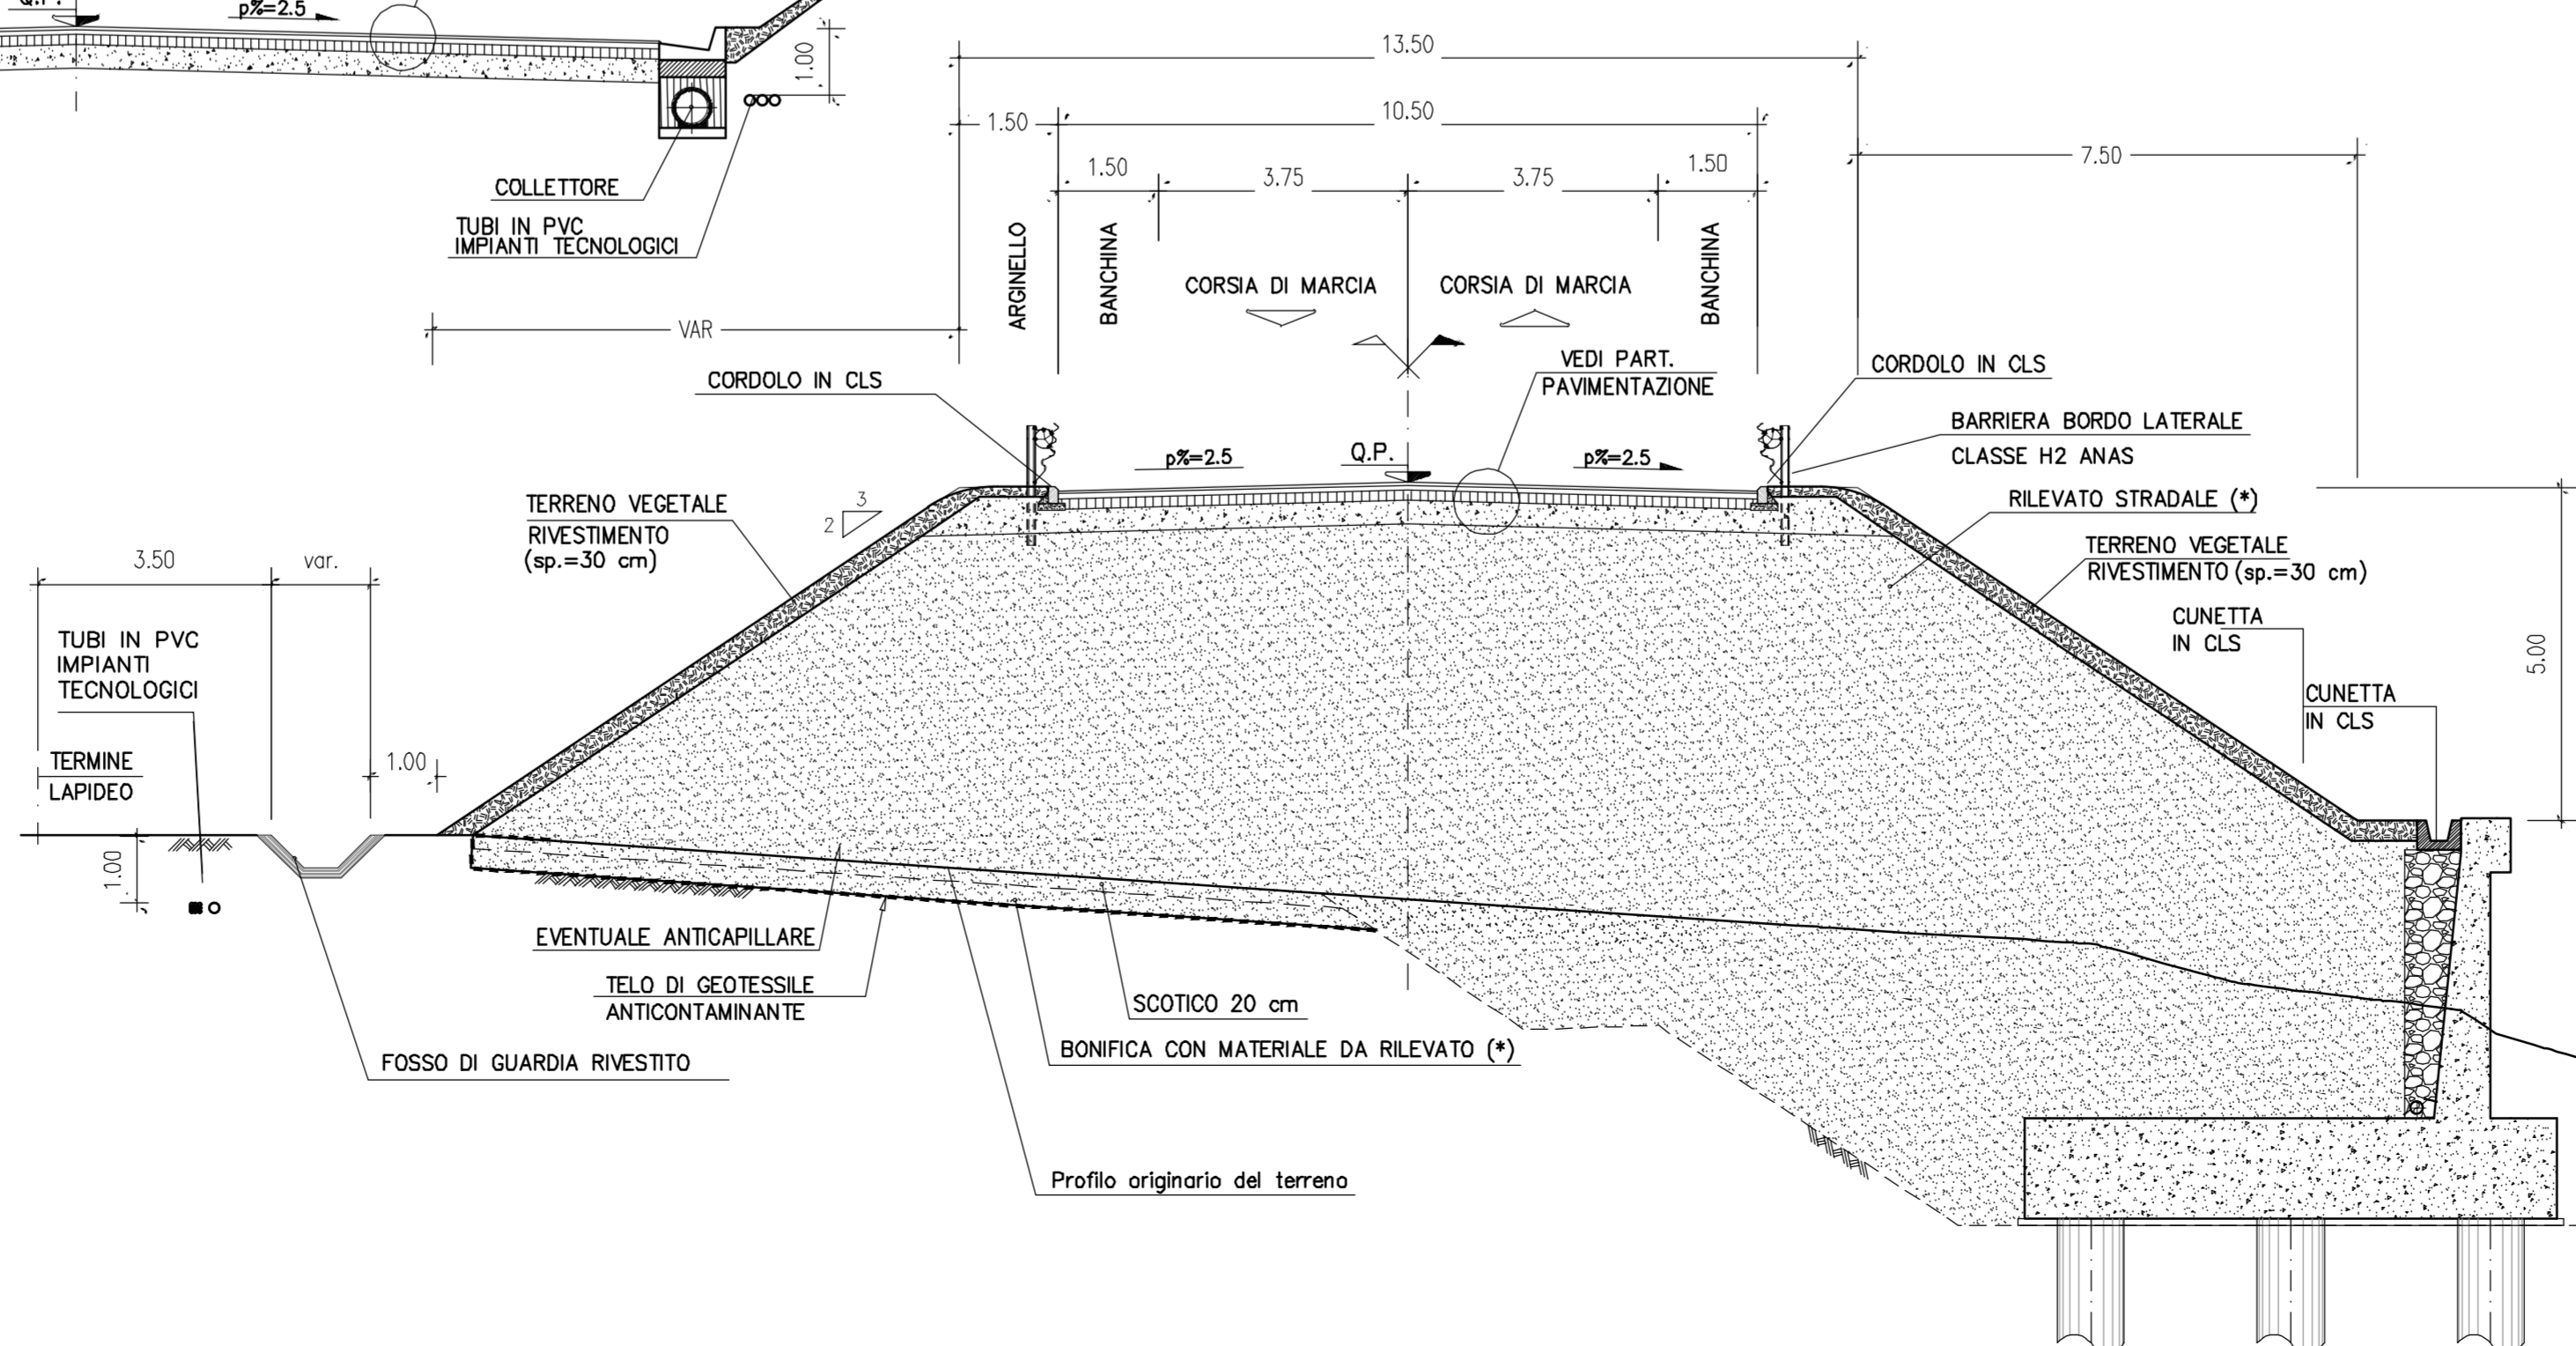 Q.P.
p%=2.5
1.00
COLLETTORE
TUBI IN PVC
IMPIANTI TECNOLOGICI
13.50
1.50
10.50
7.50
1.50
3.75
3.75
1.50
ARGINELLO
BANCHINA
CORSIA DI MARCIA
CORSIA DI MARCIA
BANCHINA
VAR
CORDOLO IN CLS
VEDI PART.
PAVIMENTAZIONE
CORDOLO IN CLS
BARRIERA BORDO LATERALE
CLASSE H2 ANAS
p%=2.5
Q.P.
p%=2.5
TERRENO VEGETALE
RIVESTIMENTO
(sp.=30 cm)
3
2
RILEVATO STRADALE (*)
TERRENO VEGETALE
RIVESTIMENTO (sp.=30 cm)
3.50
var.
CUNETTA
IN CLS
5.00
TUBI IN PVC
IMPIANTI
TECNOLOGICI
CUNETTA
IN CLS
TERMINE
LAPIDEO
1.00
1.00
EVENTUALE ANTICAPILLARE
TELO DI GEOTESSILE
ANTICONTAMINANTE
SCOTICO 20 cm
BONIFICA CON MATERIALE DA RILEVATO (*)
FOSSO DI GUARDIA RIVESTITO
Profilo originario del terreno